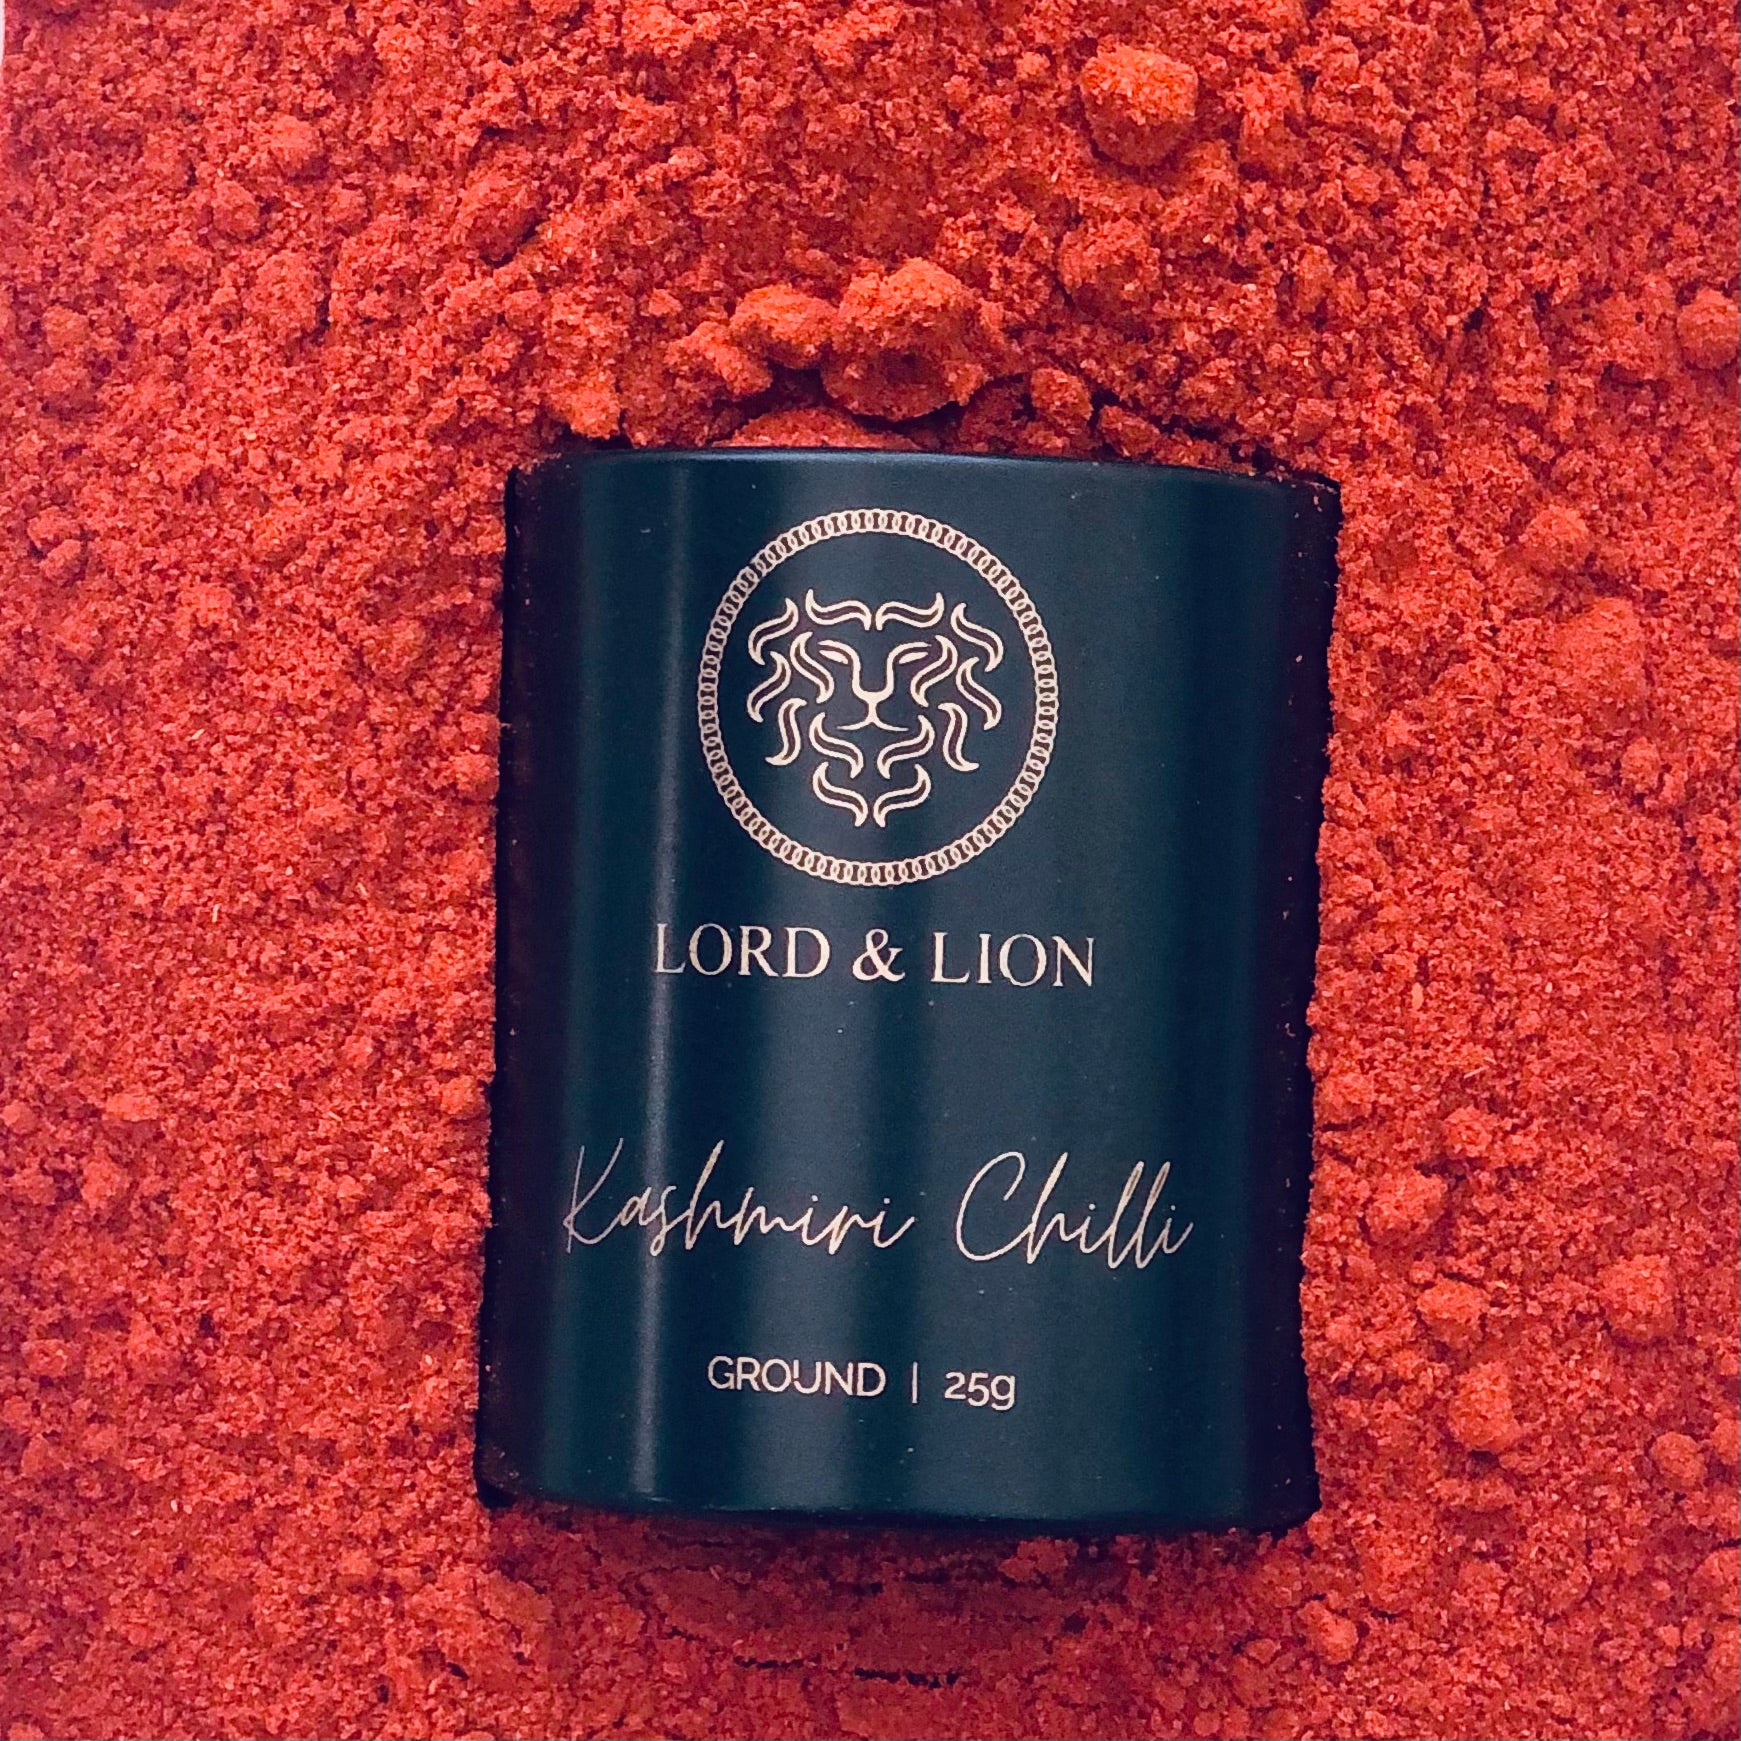 LORD & LION
Kashmiri Chilli
GROUND | 25g